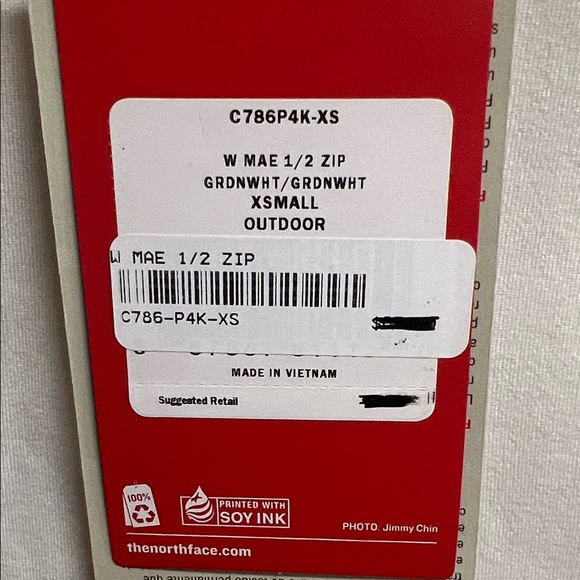 C786P4K-XS
W MAE 1/2 ZIP
GRDNWHT/GRDNWHT
XSMALL
OUTDOOR
W MAE 1/2 ZIP
C786-P4K-XS
MADE IN VIETNAM
Suggested Retail
100%
PRINTED WITH
SOY INK
PHOTO: Jimmy Chin
thenorthface.com